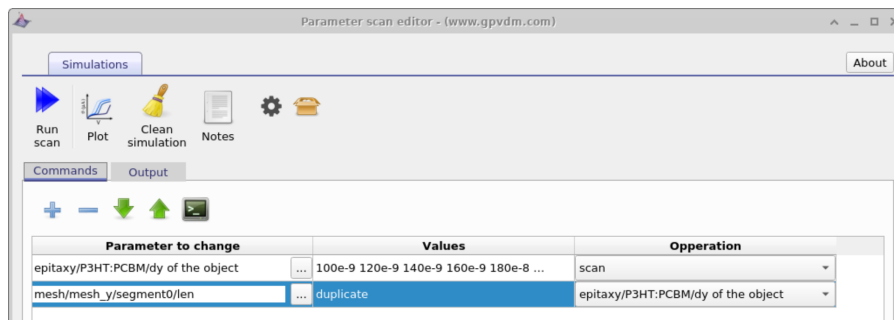 Parameter scan editor - (www.gpvdm.com)
Simulations
About
Run scan
Plot
Clean simulation
Notes
Commands
Output
Parameter to change Values Opperation
epitaxy/P3HT:PCBM/dy of the object ... 100e-9 120e-9 140e-9 160e-9 180e-8 ... scan
mesh/mesh_y/segment0/len ... duplicate epitaxy/P3HT:PCBM/dy of the object